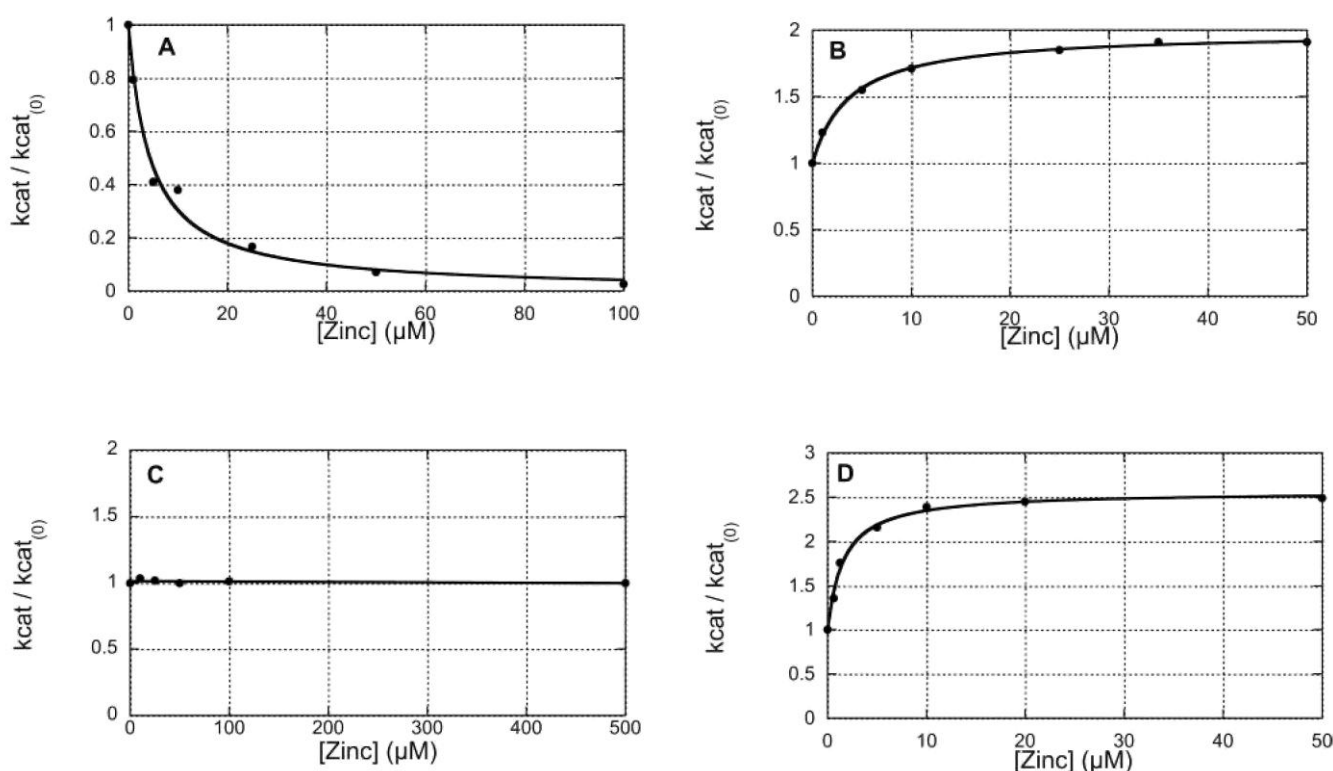 A
kcat / kcat(0)
1
0.8
0.6
0.4
0.2
0
0 20 40 60 80 100
[Zinc] (µM)
B
kcat / kcat(0)
2
1.5
1
0.5
0
0 10 20 30 40 50
[Zinc] (µM)
C
kcat / kcat(0)
2
1.5
1
0.5
0
0 100 200 300 400 500
[Zinc] (µM)
D
kcat / kcat(0)
3
2.5
2
1.5
1
0.5
0
0 10 20 30 40 50
[Zinc] (µM)